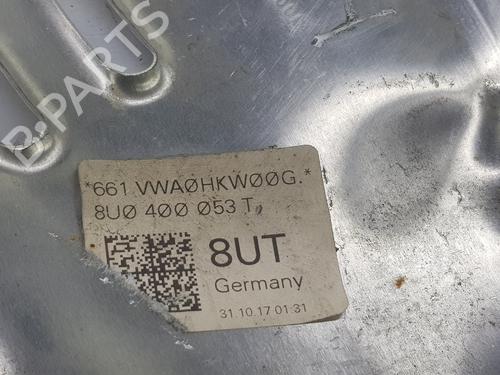 B-PARTS
*661 VWA0HKW00G.*
8U0 400 053 T
8UT
Germany
31.10.17 01:31